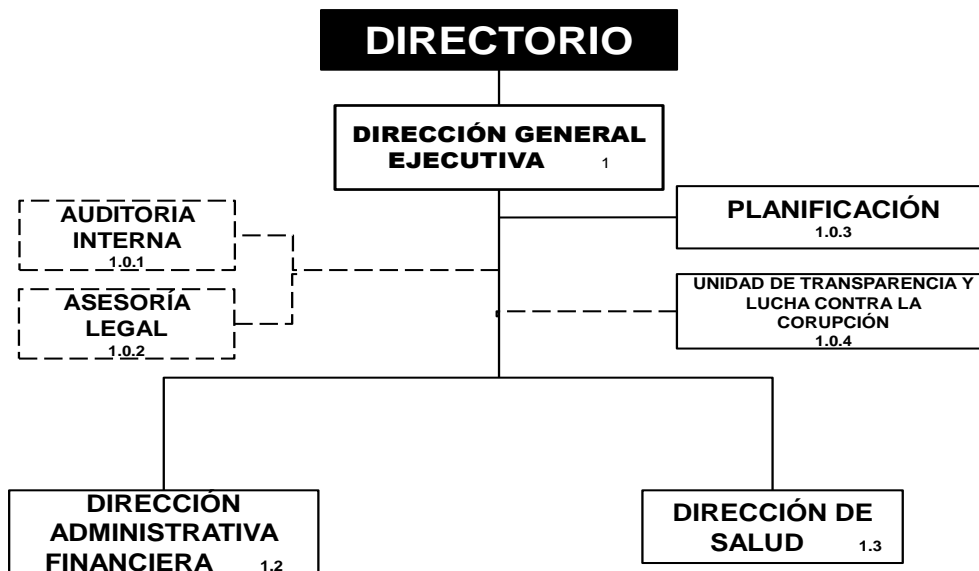 DIRECTORIO
DIRECCIÓN GENERAL
EJECUTIVA 1
AUDITORIA
INTERNA
1.0.1
ASESORÍA
LEGAL
1.0.2
PLANIFICACIÓN
1.0.3
UNIDAD DE TRANSPARENCIA Y
LUCHA CONTRA LA
CORUPCIÓN
1.0.4
DIRECCIÓN
ADMINISTRATIVA
FINANCIERA 1.2
DIRECCIÓN DE
SALUD 1.3